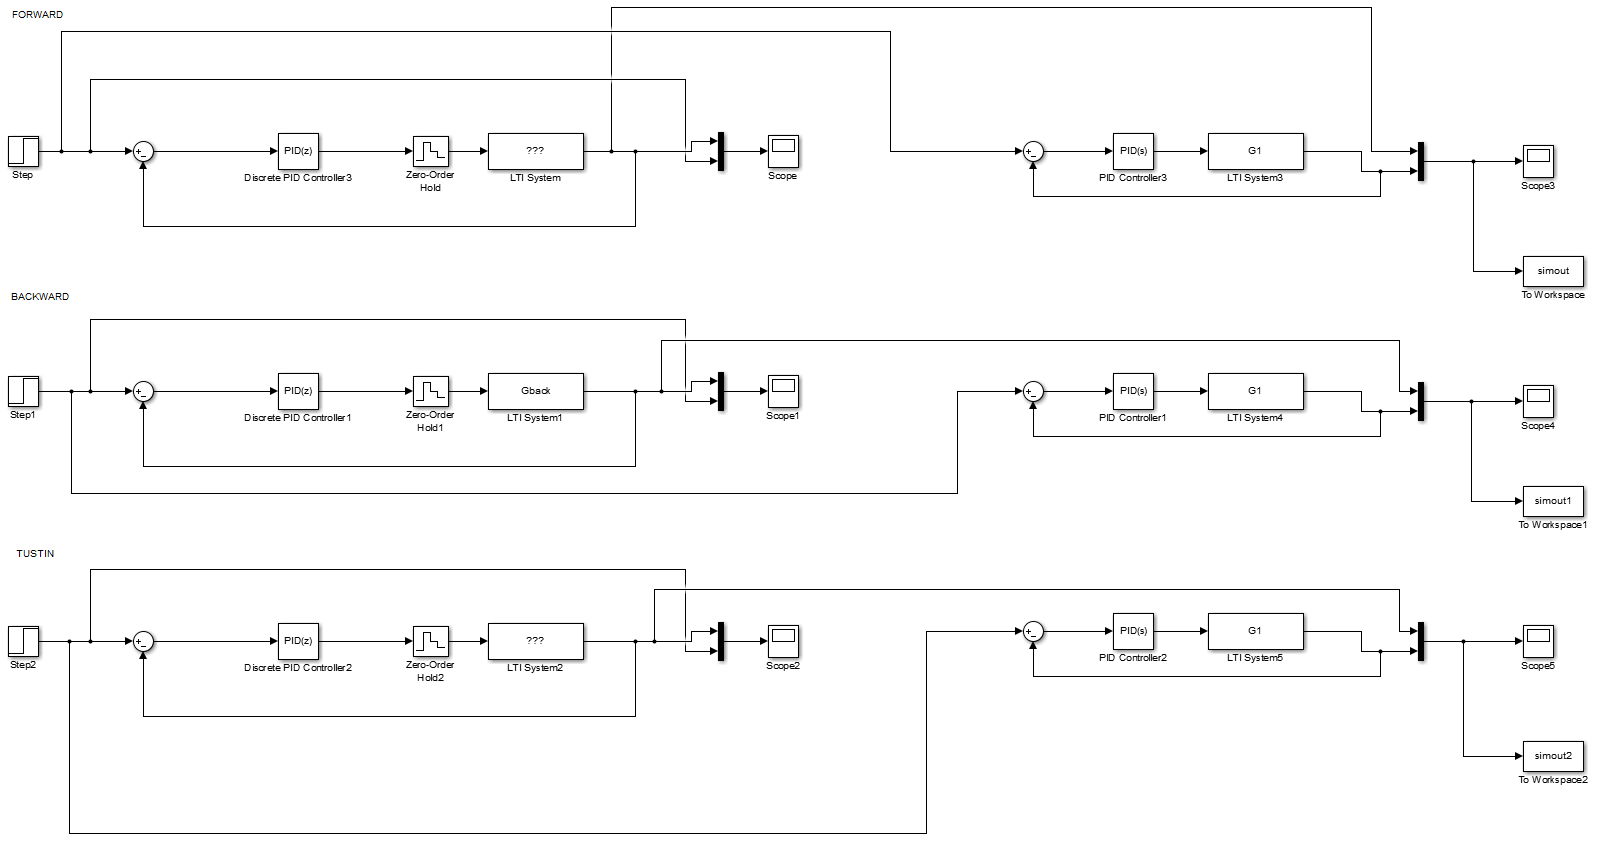 FORWARD
PID(z)
???
PID(s)
G1
Step
Discrete PID Controller3
Zero-Order
Hold
LTI System
Scope
PID Controller3
LTI System3
Scope3
simout
To Workspace
BACKWARD
PID(z)
Gback
PID(s)
G1
Step1
Discrete PID Controller1
Zero-Order
Hold1
LTI System1
Scope1
PID Controller1
LTI System4
Scope4
simout1
To Workspace1
TUSTIN
PID(z)
???
PID(s)
G1
Step2
Discrete PID Controller2
Zero-Order
Hold2
LTI System2
Scope2
PID Controller2
LTI System5
Scope5
simout2
To Workspace2